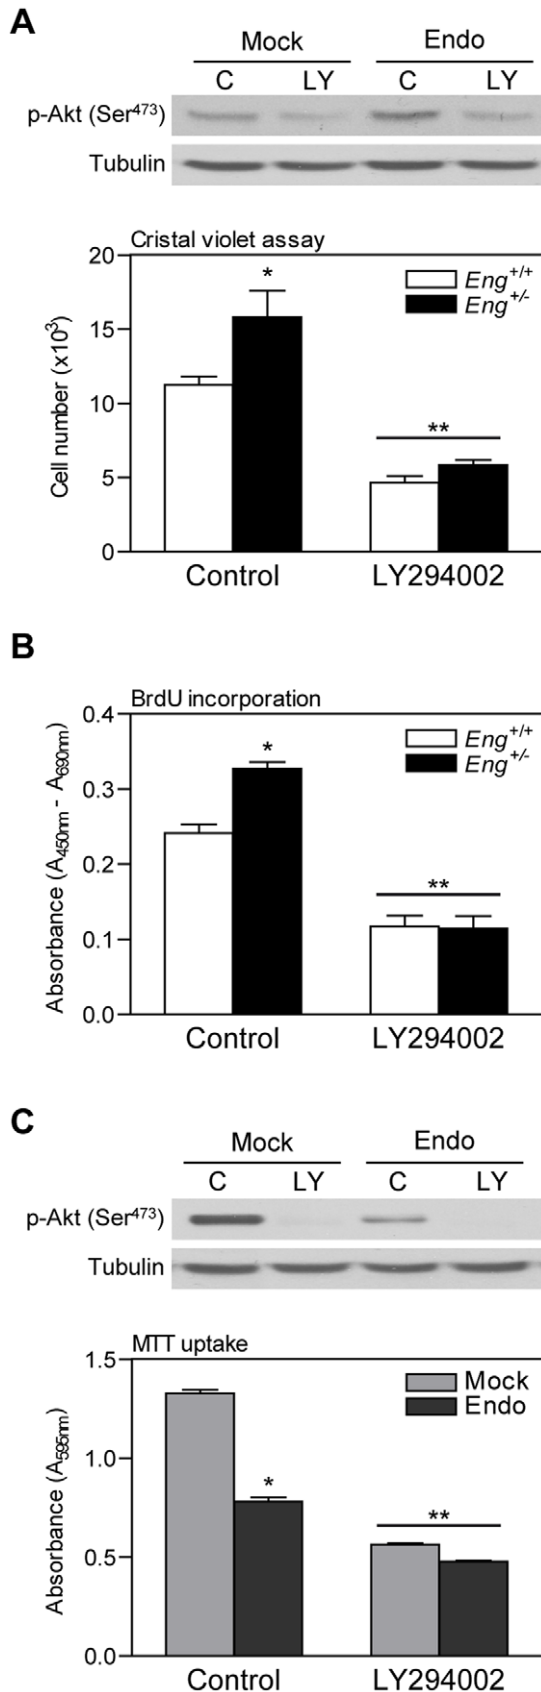 A
Mock Endo
C LY C LY
p-Akt (Ser473)
Tubulin
Cristal violet assay
20
15
10
5
0
Cell number (x103)
*
Eng+/+
Eng+/-
**
Control LY294002
B
BrdU incorporation
0.4
0.3
0.2
0.1
0.0
Absorbance (A450nm - A690nm)
*
Eng+/+
Eng+/-
**
Control LY294002
C
Mock Endo
C LY C LY
p-Akt (Ser473)
Tubulin
MTT uptake
1.5
1.0
0.5
0.0
Absorbance (A595nm)
Mock
Endo
*
**
Control LY294002